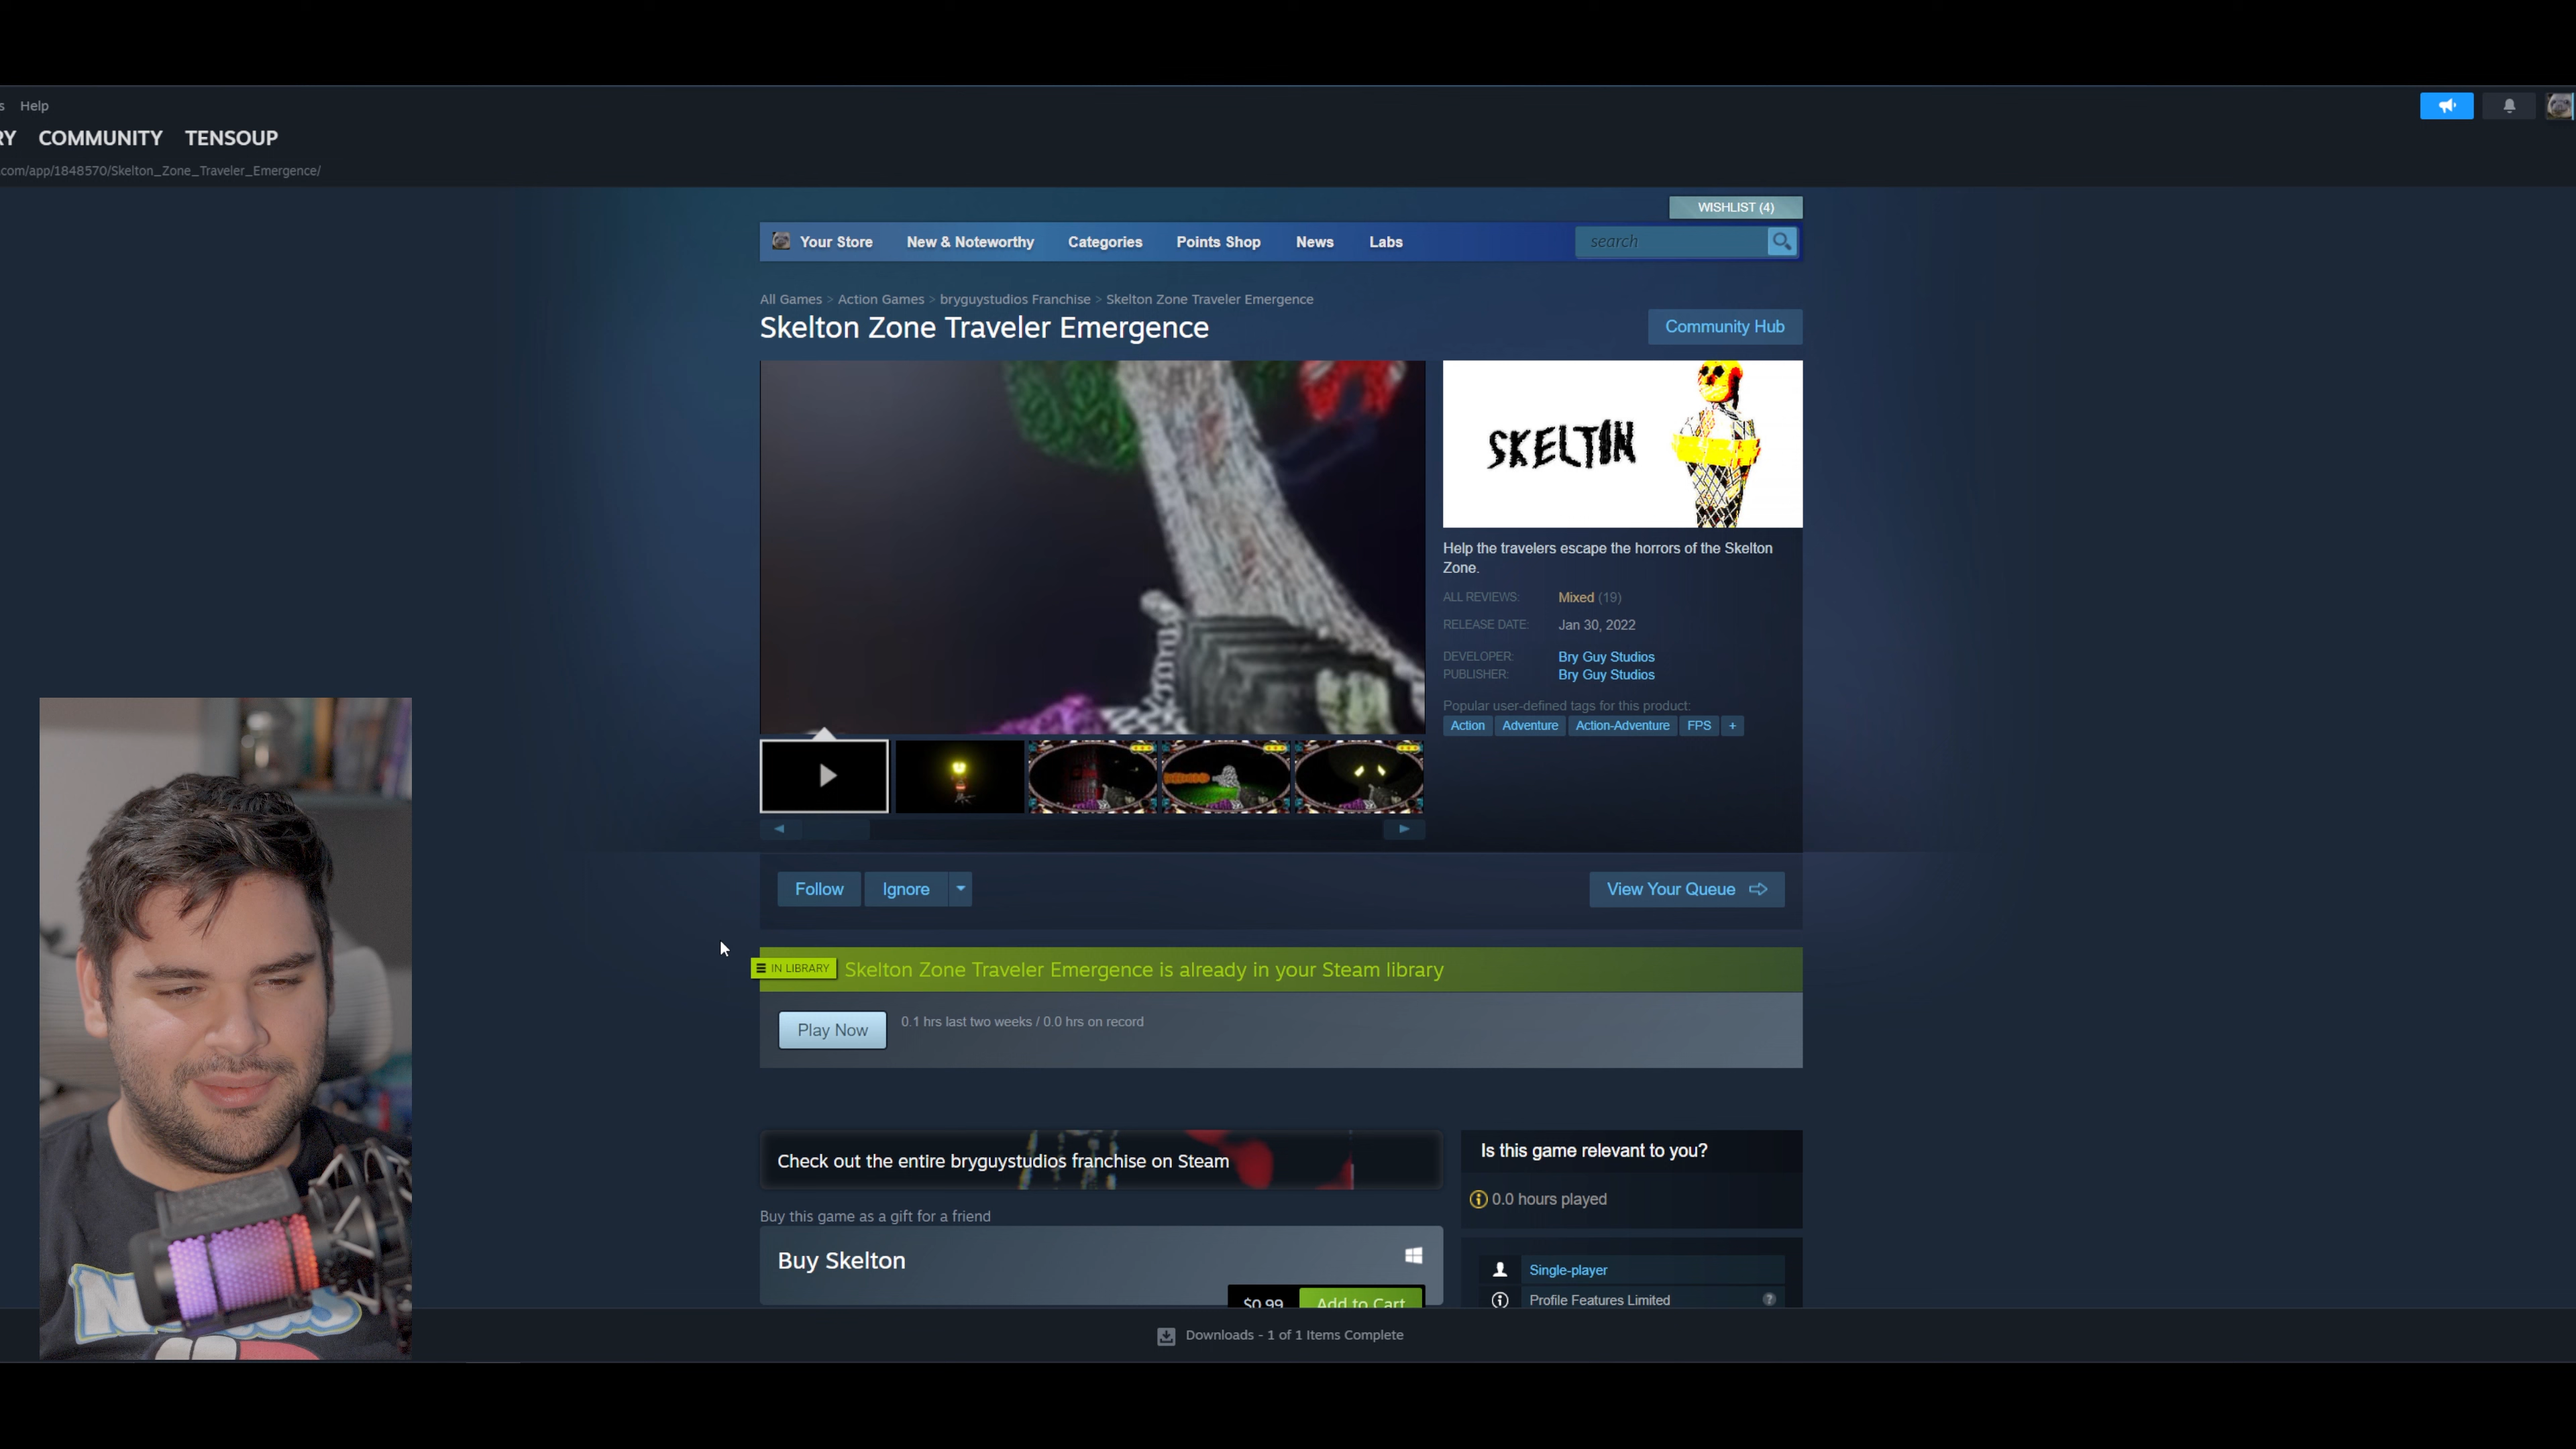 s Help
RY COMMUNITY TENSOUP
.com/app/1848570/Skelton_Zone_Traveler_Emergence/
WISHLIST (4)
Your Store New & Noteworthy Categories Points Shop News Labs search
All Games > Action Games > bryguystudios Franchise > Skelton Zone Traveler Emergence
Skelton Zone Traveler Emergence
Community Hub
SKELTON
Help the travelers escape the horrors of the Skelton
Zone.
ALL REVIEWS: Mixed (19)
RELEASE DATE: Jan 30, 2022
DEVELOPER: Bry Guy Studios
PUBLISHER: Bry Guy Studios
Popular user-defined tags for this product:
Action Adventure Action-Adventure FPS +
Follow Ignore View Your Queue
IN LIBRARY Skelton Zone Traveler Emergence is already in your Steam library
Play Now 0.1 hrs last two weeks / 0.0 hrs on record
Check out the entire bryguystudios franchise on Steam
Is this game relevant to you?
0.0 hours played
Buy this game as a gift for a friend
Buy Skelton
$0.99 Add to Cart
Single-player
Profile Features Limited ?
Downloads - 1 of 1 Items Complete